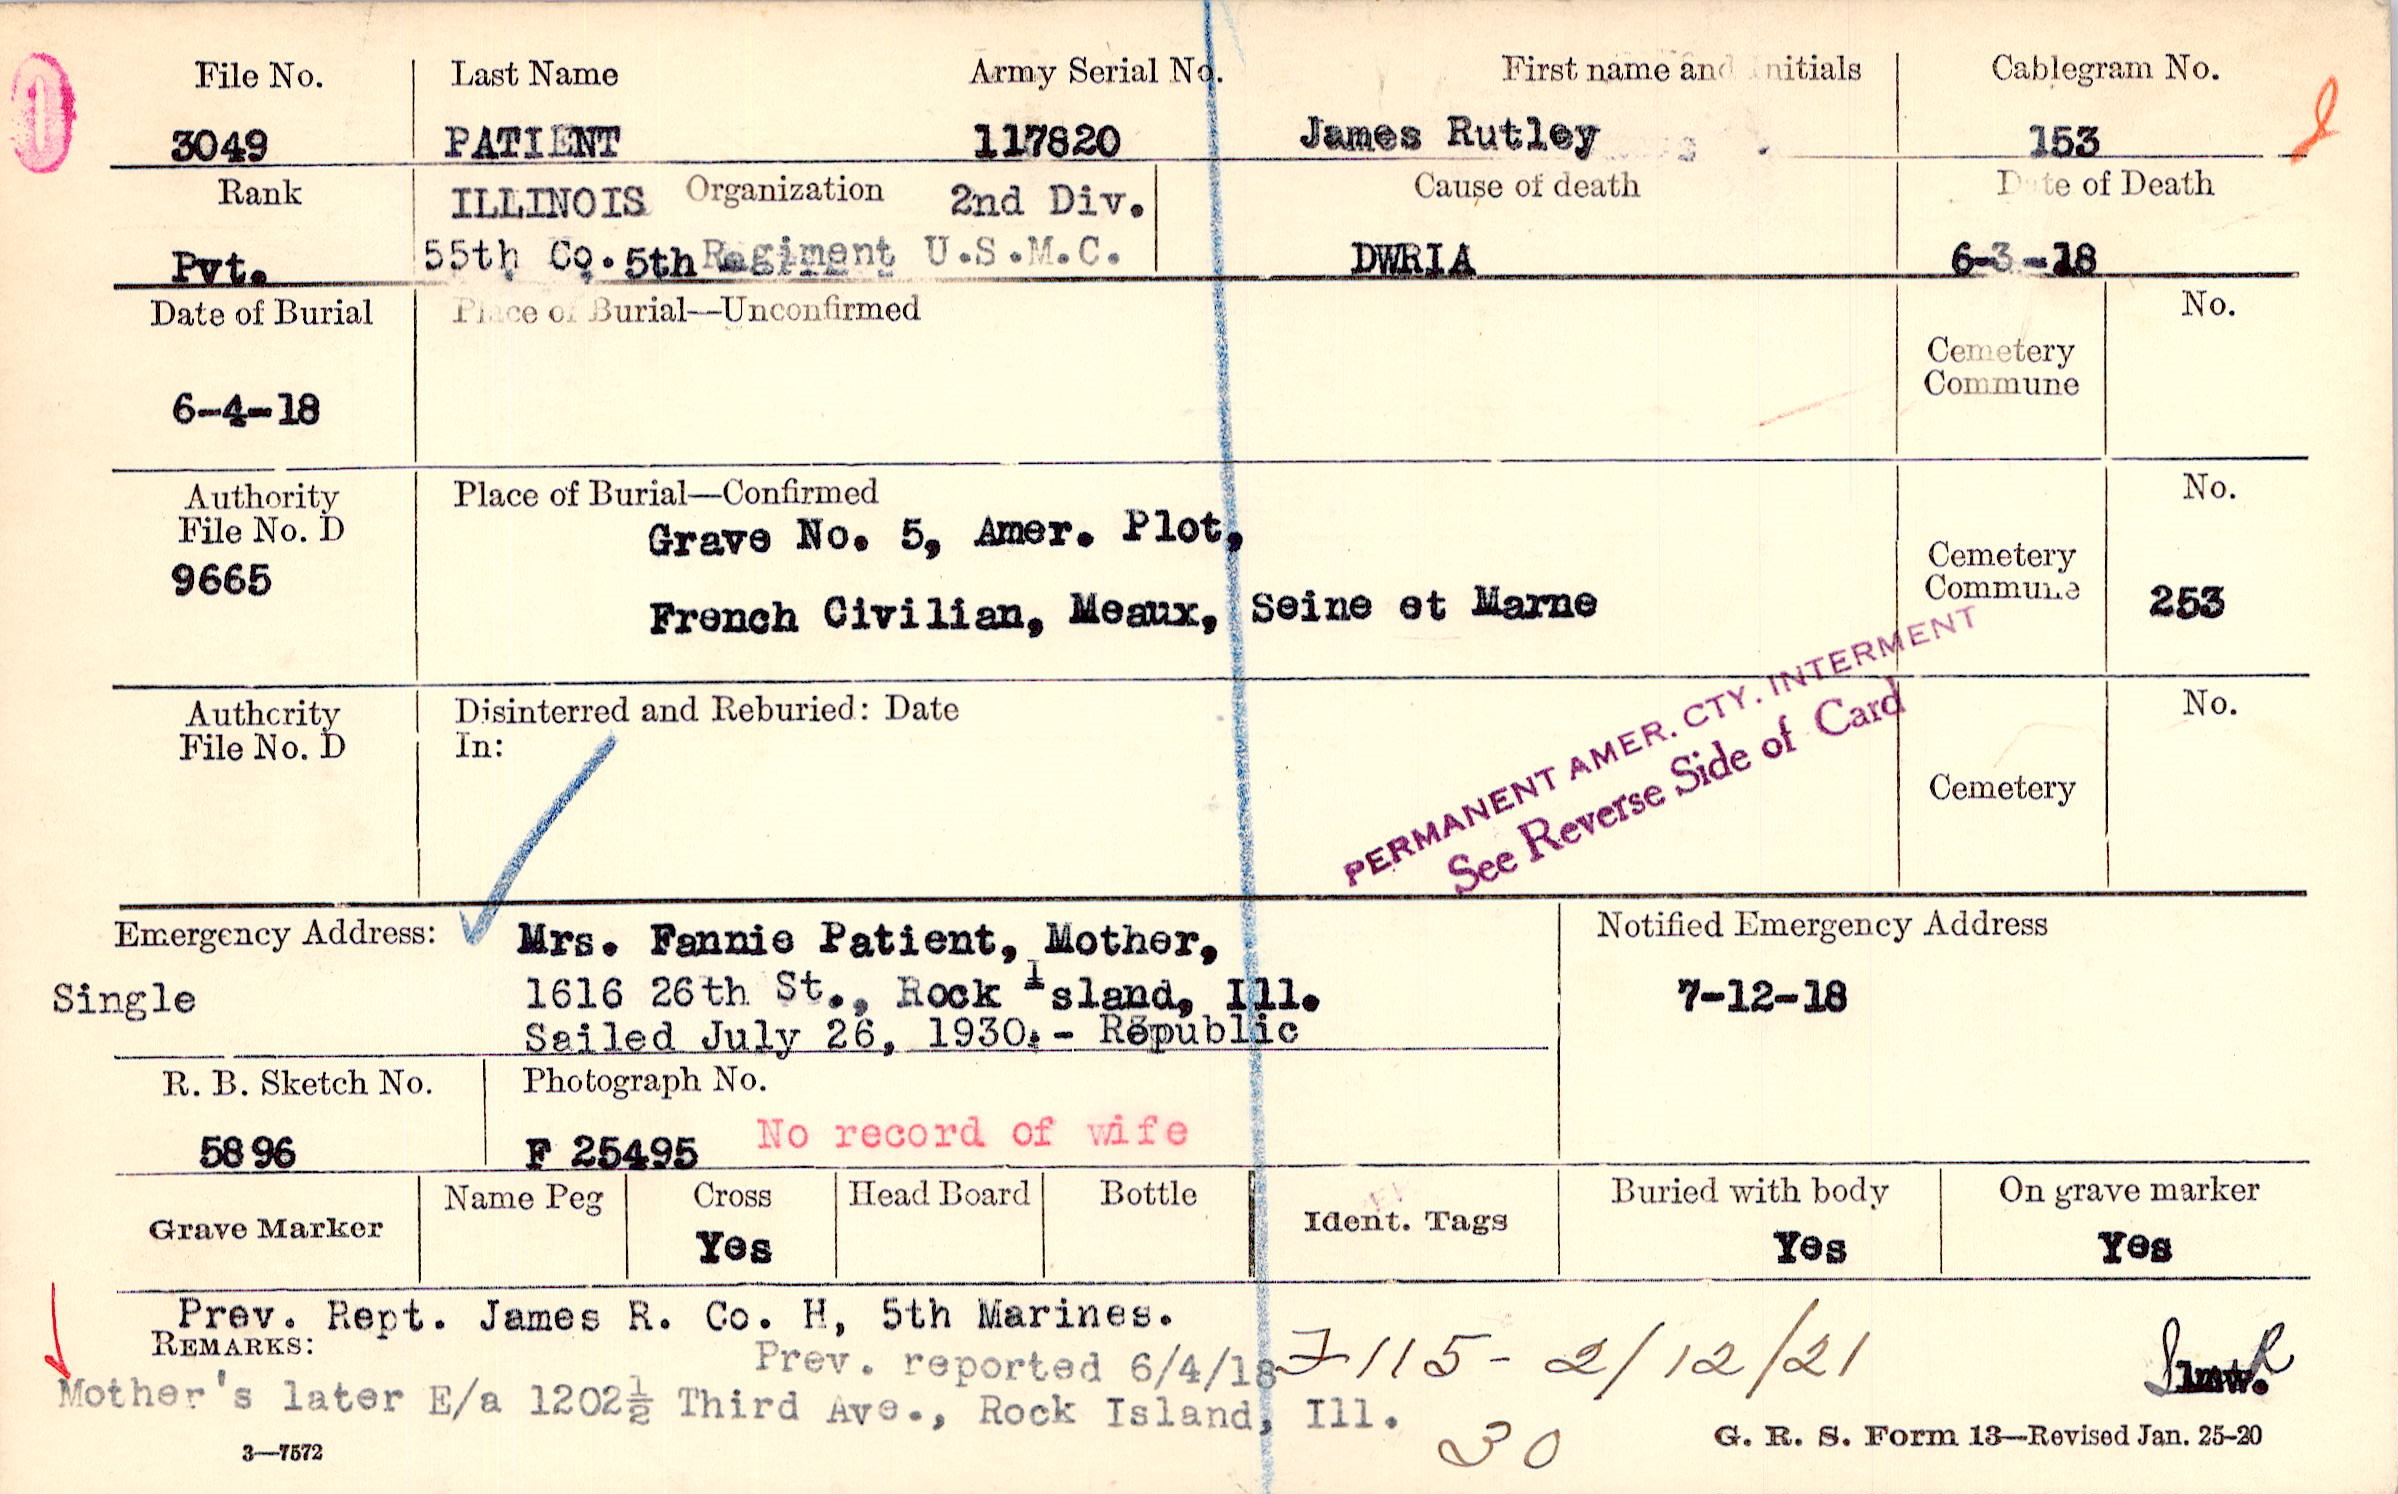 File No. Last Name Army Serial No. First name and Initials Cablegram No.
3049 PATIENT 117820 James Rutley 153
Rank ILLINOIS Organization 2nd Div. Cause of death Date of Death
Pvt. 55th Co. 5th Regiment U.S.M.C. DWRIA 6-3-18
Date of Burial Place of Burial—Unconfirmed No.
Cemetery
Commune
6-4-18
Authority Place of Burial—Confirmed No.
File No. D Grave No. 5, Amer. Plot,
9665 Cemetery
French Civilian, Meaux, Seine et Marne Commune 253
PERMANENT AMER. CTY. INTERMENT
See Reverse Side of Card
Authority Disinterred and Reburied: Date No.
File No. D In:
Cemetery
Emergency Address: Mrs. Fannie Patient, Mother, Notified Emergency Address
Single 1616 26th St., Rock Island, Ill. 7-12-18
Sailed July 26, 1930.- Republic
R. B. Sketch No. Photograph No.
5896 F 25495 No record of wife
Grave Marker Name Peg Cross Head Board Bottle Ident. Tags Buried with body On grave marker
Yes Yes Yes
Prev. Rept. James R. Co. H, 5th Marines.
REMARKS: Prev. reported 6/4/18 F115- 2/12/21
Mother's later E/a 1202½ Third Ave., Rock Island, Ill.
30
3—7572 G. R. S. Form 13—Revised Jan. 25-20